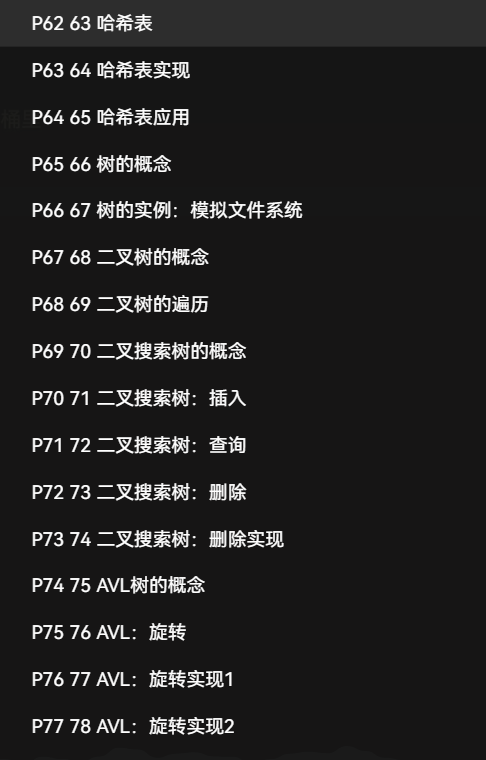 P62 63 哈希表
P63 64 哈希表实现
P64 65 哈希表应用
P65 66 树的概念
P66 67 树的实例：模拟文件系统
P67 68 二叉树的概念
P68 69 二叉树的遍历
P69 70 二叉搜索树的概念
P70 71 二叉搜索树：插入
P71 72 二叉搜索树：查询
P72 73 二叉搜索树：删除
P73 74 二叉搜索树：删除实现
P74 75 AVL树的概念
P75 76 AVL：旋转
P76 77 AVL：旋转实现1
P77 78 AVL：旋转实现2